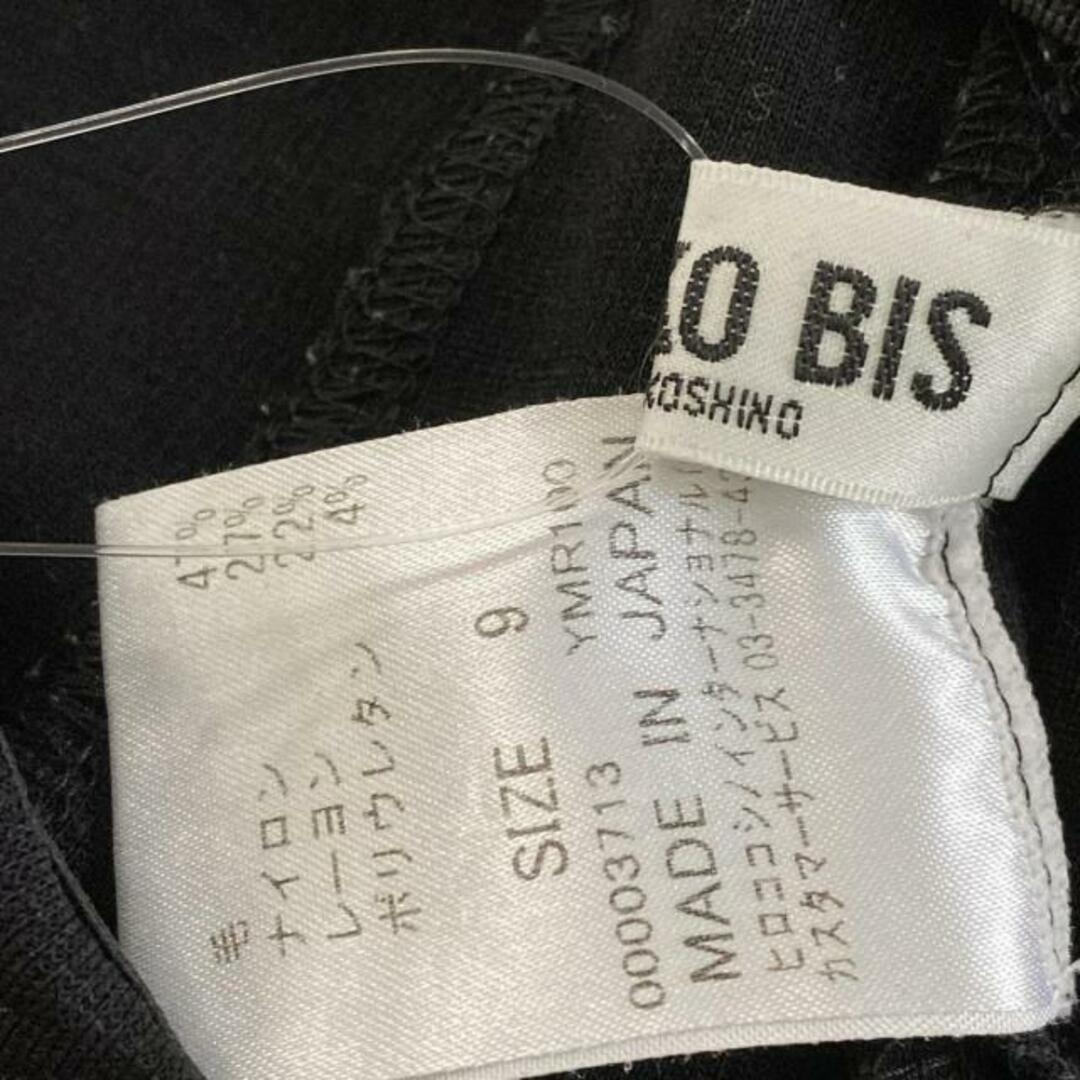 BIS
毛 47%
ナイロン 27%
レーヨン 22%
ポリウレタン 4%
SIZE 9
00003713 YMR100
MADE IN JAPAN
ヒロココシノインターナショナル
カスタマーサービス 03-3478-